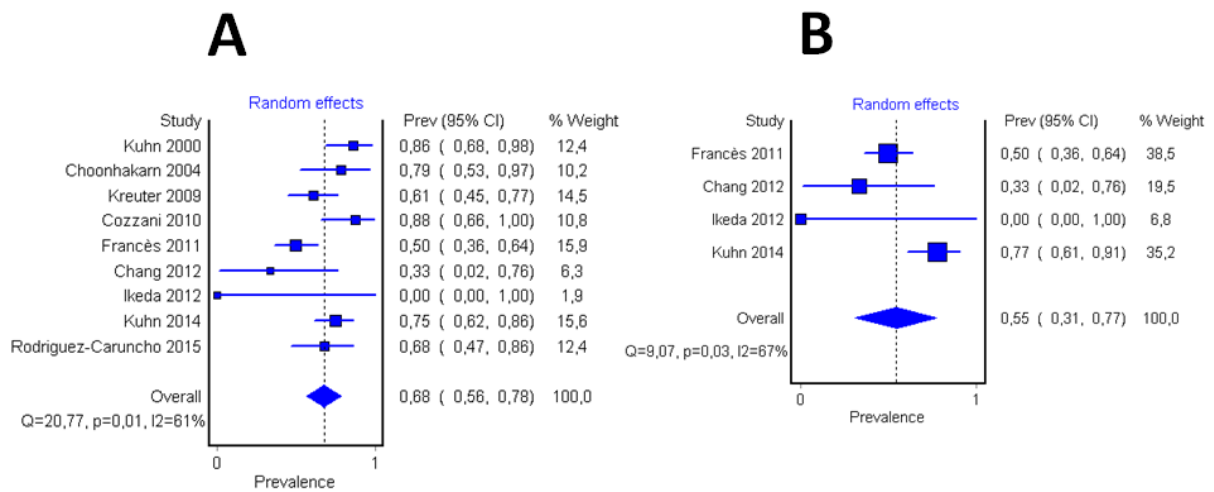 A
Random effects
Study Prev (95% CI) % Weight
Kuhn 2000 0,86 ( 0,68, 0,98) 12,4
Choonhakarn 2004 0,79 ( 0,53, 0,97) 10,2
Kreuter 2009 0,61 ( 0,45, 0,77) 14,5
Cozzani 2010 0,88 ( 0,66, 1,00) 10,8
Francès 2011 0,50 ( 0,36, 0,64) 15,9
Chang 2012 0,33 ( 0,02, 0,76) 6,3
Ikeda 2012 0,00 ( 0,00, 1,00) 1,9
Kuhn 2014 0,75 ( 0,62, 0,86) 15,6
Rodriguez-Caruncho 2015 0,68 ( 0,47, 0,86) 12,4
Overall 0,68 ( 0,56, 0,78) 100,0
Q=20,77, p=0,01, I2=61%
0 1
Prevalence
B
Random effects
Study Prev (95% CI) % Weight
Francès 2011 0,50 ( 0,36, 0,64) 38,5
Chang 2012 0,33 ( 0,02, 0,76) 19,5
Ikeda 2012 0,00 ( 0,00, 1,00) 6,8
Kuhn 2014 0,77 ( 0,61, 0,91) 35,2
Overall 0,55 ( 0,31, 0,77) 100,0
Q=9,07, p=0,03, I2=67%
0 1
Prevalence